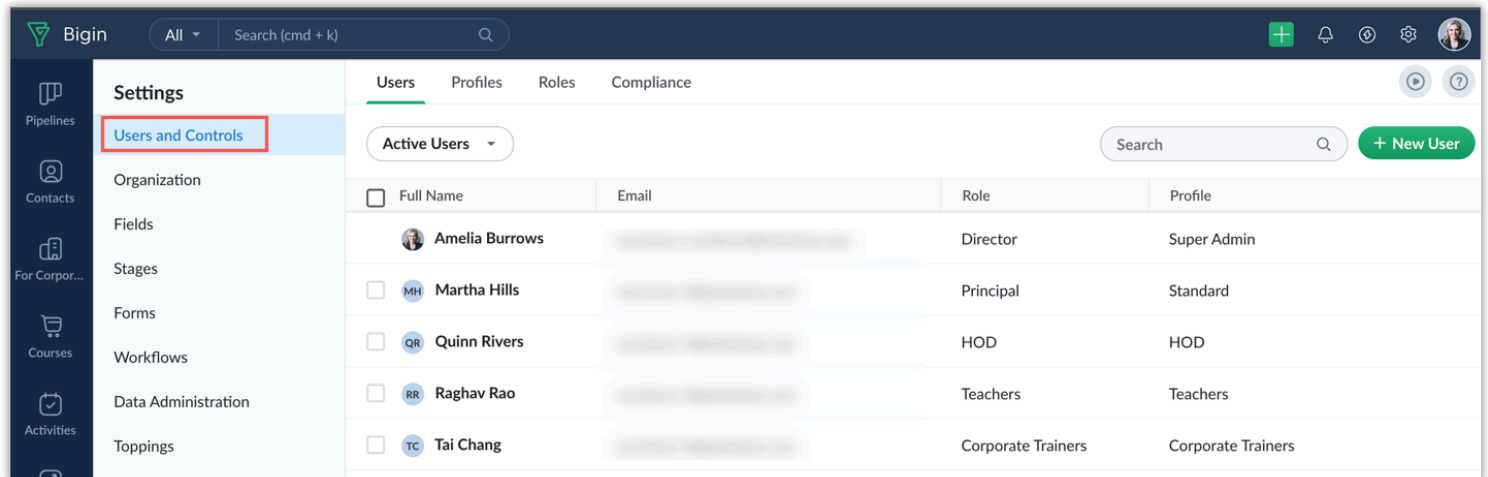 Bigin
All
Search (cmd + k)
Pipelines
Contacts
For Corpor...
Courses
Activities
Settings
Users and Controls
Organization
Fields
Stages
Forms
Workflows
Data Administration
Toppings
Users Profiles Roles Compliance
?
Active Users
Search
+ New User
Full Name Email Role Profile
Amelia Burrows Director Super Admin
MH Martha Hills Principal Standard
QR Quinn Rivers HOD HOD
RR Raghav Rao Teachers Teachers
TC Tai Chang Corporate Trainers Corporate Trainers